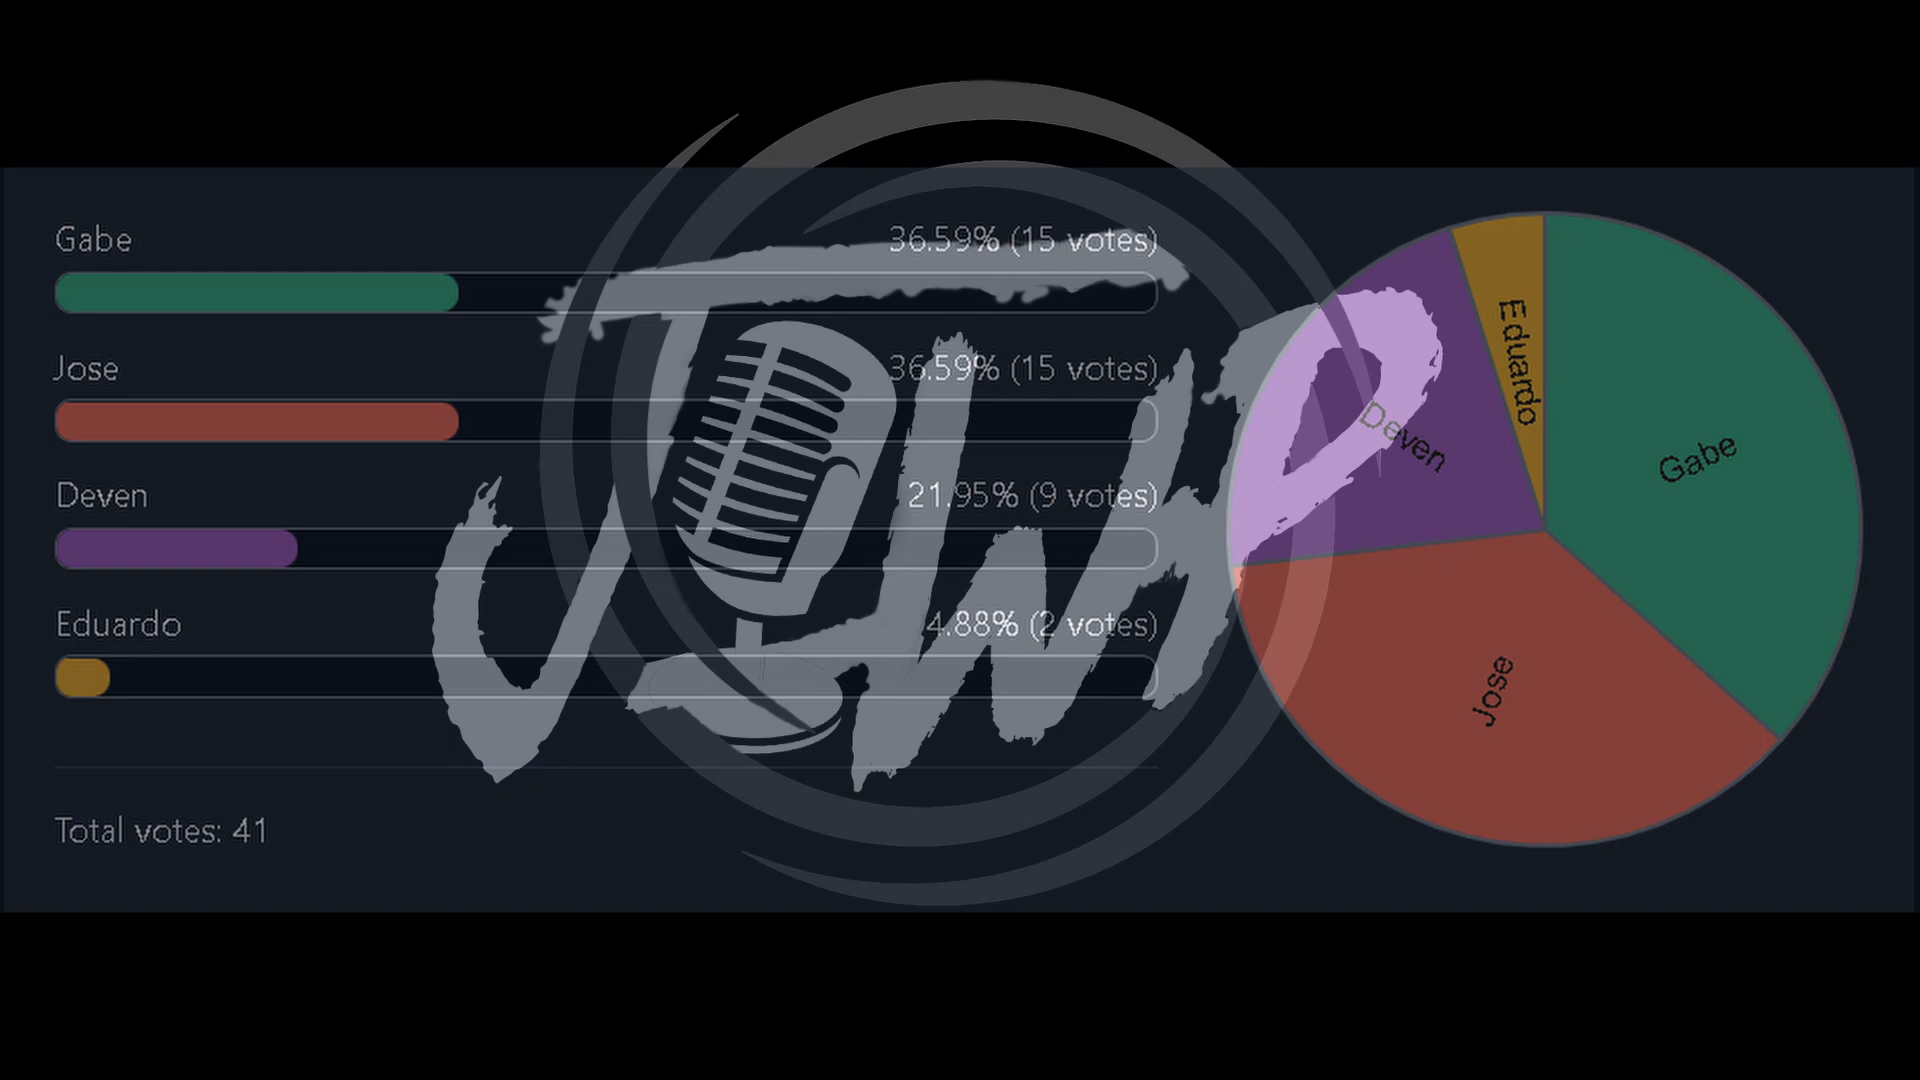 Gabe 36.59% (15 votes)
Jose 36.59% (15 votes)
Deven 21.95% (9 votes)
Eduardo 4.88% (2 votes)
Total votes: 41
Eduardo
Gabe
Deven
Jose